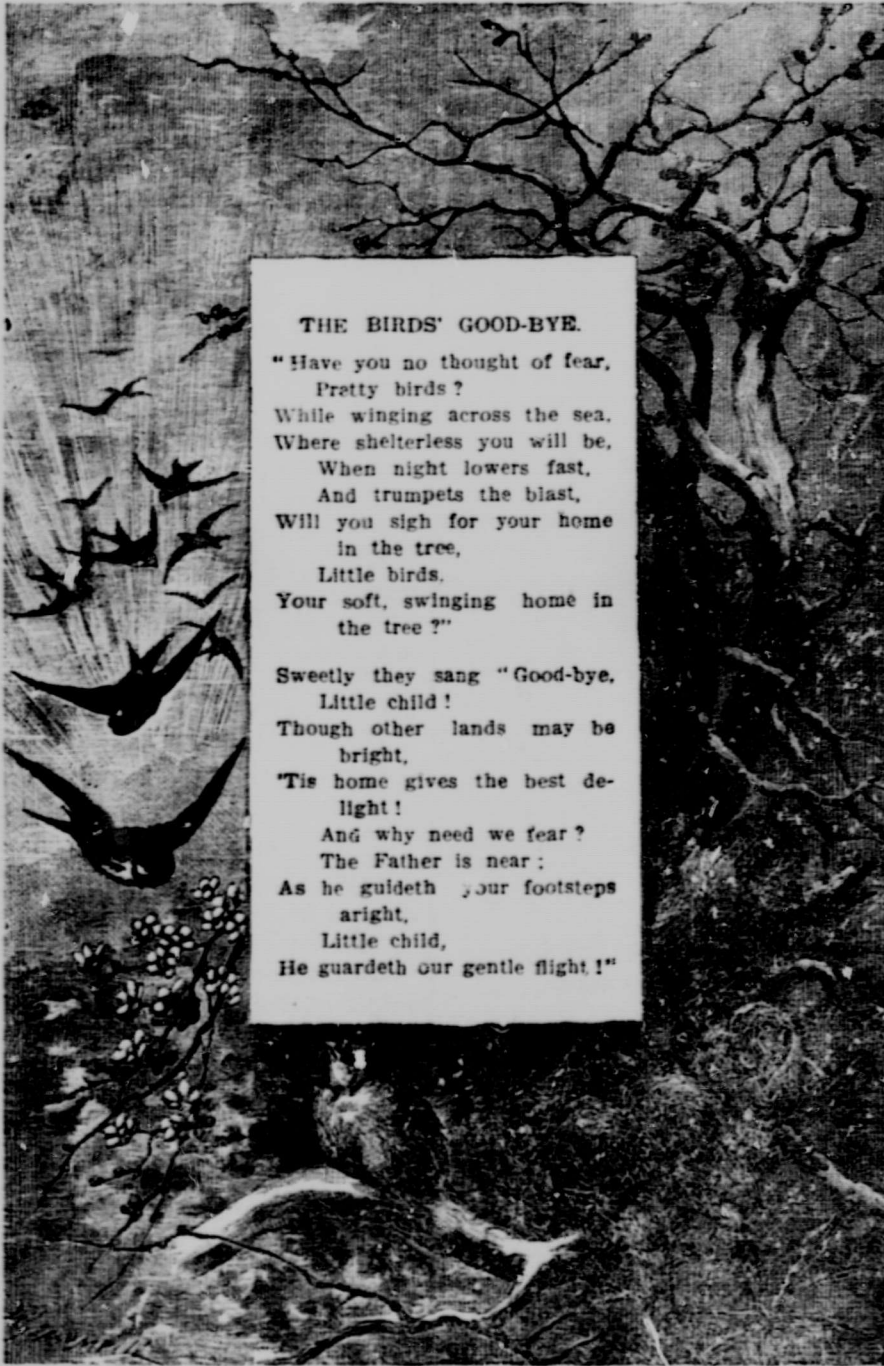 THE BIRDS' GOOD-BYE.
"Have you no thought of fear,
Pretty birds?
While winging across the sea,
Where shelterless you will be,
When night lowers fast,
And trumpets the blast,
Will you sigh for your home
in the tree,
Little birds,
Your soft, swinging home in
the tree?"
Sweetly they sang "Good-bye,
Little child!
Though other lands may be
bright,
'Tis home gives the best de-
light!
And why need we fear?
The Father is near;
As he guideth your footsteps
aright,
Little child,
He guardeth our gentle flight!"